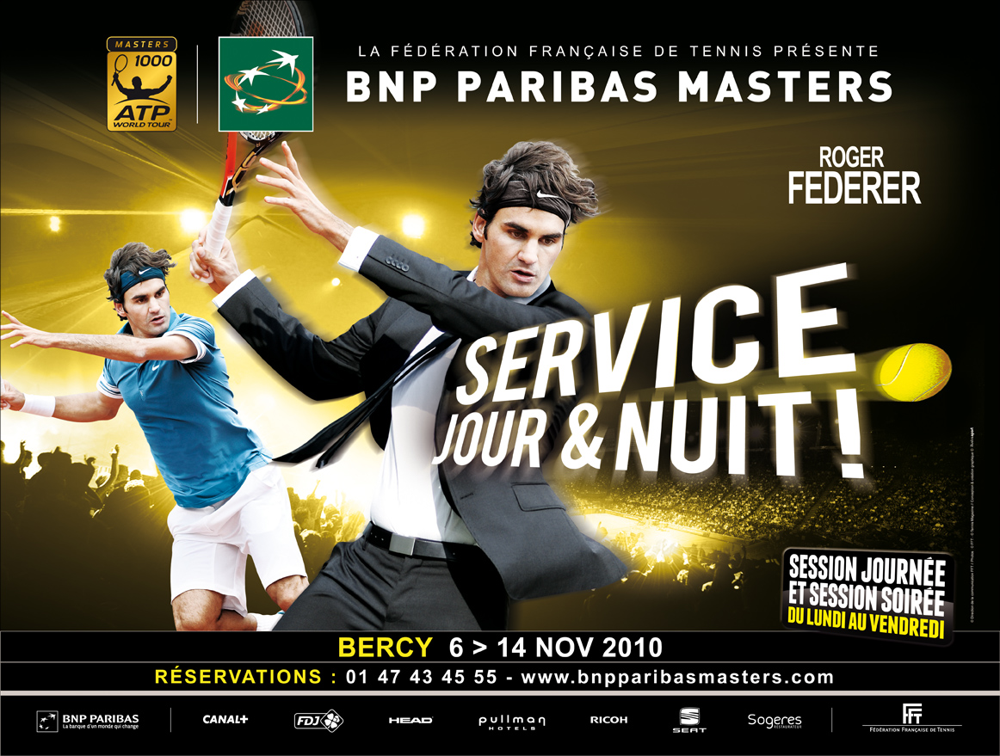 MASTERS
1000
ATP
WORLD TOUR
LA FÉDÉRATION FRANÇAISE DE TENNIS PRÉSENTE
BNP PARIBAS MASTERS
ROGER
FEDERER
SERVICE
JOUR & NUIT !
SESSION JOURNÉE
ET SESSION SOIRÉE
DU LUNDI AU VENDREDI
BERCY 6 > 14 NOV 2010
RÉSERVATIONS : 01 47 43 45 55 - www.bnpparibasmasters.com
BNP PARIBAS
La banque d'un monde qui change
CANAL+
FDJ
HEAD
pullman
HOTELS
RICOH
SEAT
Sogeres
RESTAURATEUR
FFT
FÉDÉRATION FRANÇAISE DE TENNIS